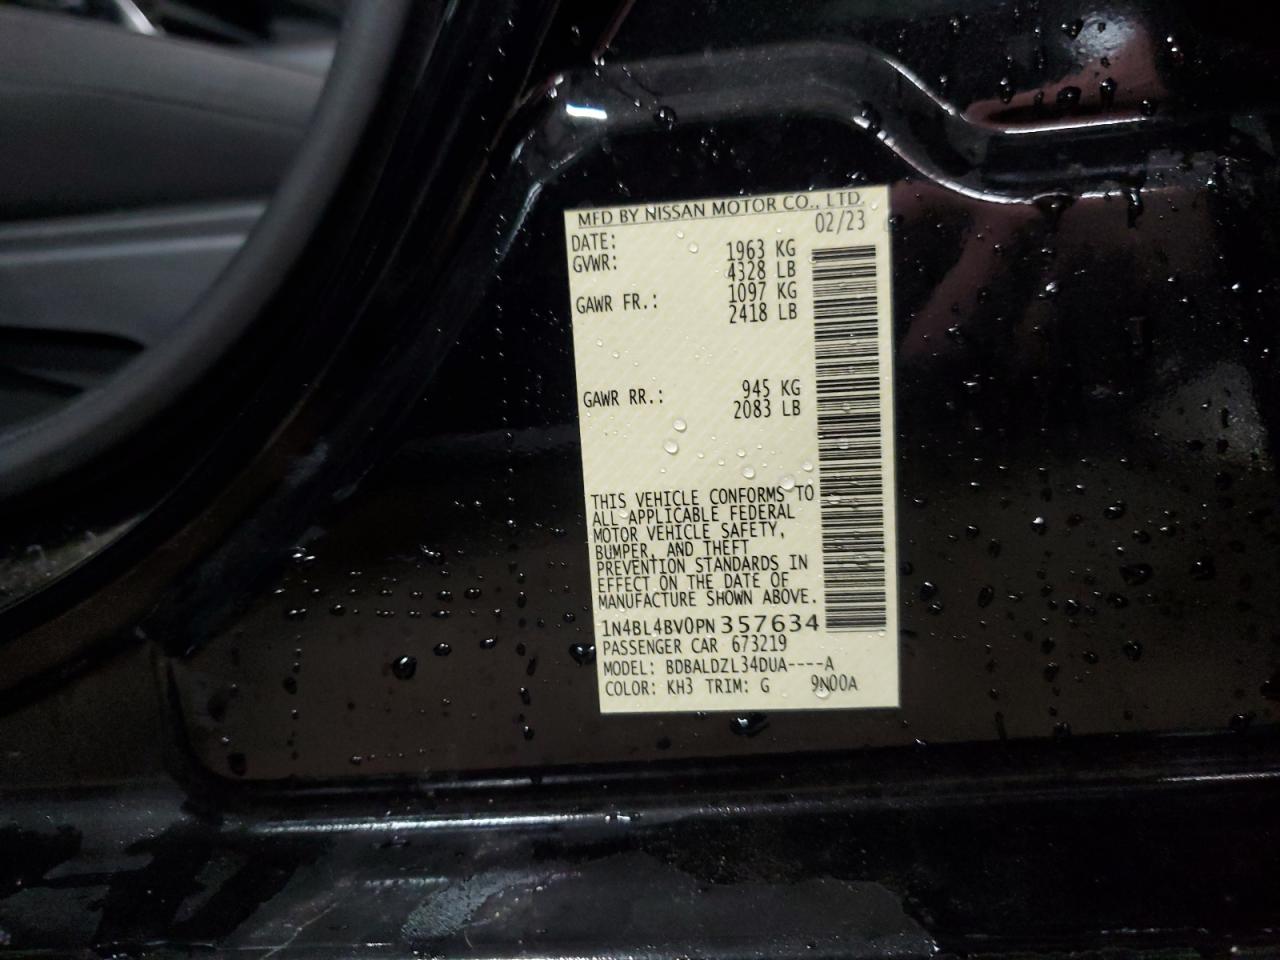 MFD BY NISSAN MOTOR CO., LTD.
DATE: 02/23
GVWR: 1963 KG
4328 LB
GAWR FR.: 1097 KG
2418 LB
GAWR RR.: 945 KG
2083 LB
THIS VEHICLE CONFORMS TO
ALL APPLICABLE FEDERAL
MOTOR VEHICLE SAFETY,
BUMPER, AND THEFT
PREVENTION STANDARDS IN
EFFECT ON THE DATE OF
MANUFACTURE SHOWN ABOVE.
1N4BL4BV0PN357634
PASSENGER CAR 673219
MODEL: BDBALDZL34DUA----A
COLOR: KH3 TRIM: G 9N00A